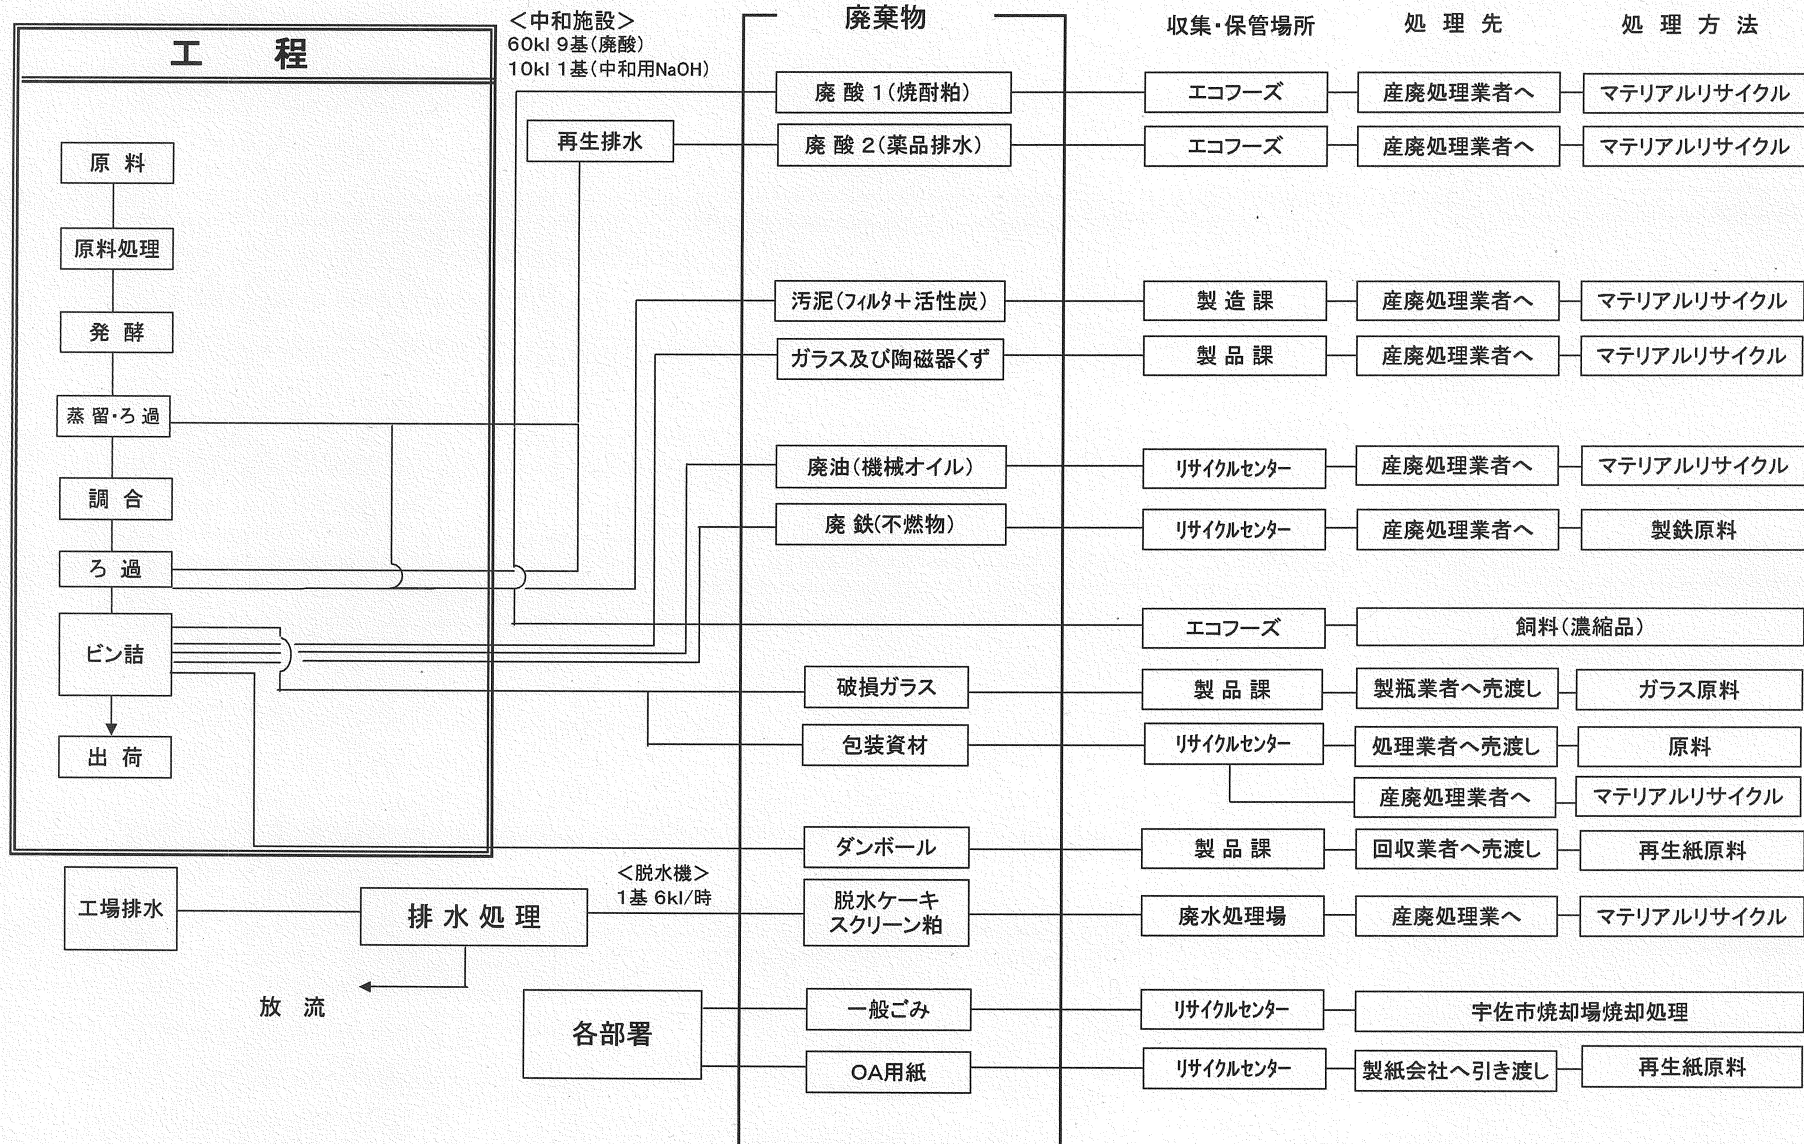 工 程
原 料
原料処理
発 酵
蒸 留・ろ 過
調 合
ろ 過
ビン詰
出 荷
工場排水
排 水 処 理
放 流
各部署
＜中和施設＞
60kl 9基(廃酸)
10kl 1基(中和用NaOH)
再生排水
＜脱水機＞
1基 6kl/時
廃棄物 収集・保管場所 処 理 先 処 理 方 法
廃 酸 1(焼酎粕) エコフーズ 産廃処理業者へ マテリアルリサイクル
廃 酸 2(薬品排水) エコフーズ 産廃処理業者へ マテリアルリサイクル
汚泥(フィルタ＋活性炭) 製 造 課 産廃処理業者へ マテリアルリサイクル
ガラス及び陶磁器くず 製 品 課 産廃処理業者へ マテリアルリサイクル
廃油(機械オイル) リサイクルセンター 産廃処理業者へ マテリアルリサイクル
廃 鉄(不燃物) リサイクルセンター 産廃処理業者へ 製鉄原料
エコフーズ 飼料(濃縮品)
破損ガラス 製 品 課 製瓶業者へ売渡し ガラス原料
包装資材 リサイクルセンター 処理業者へ売渡し 原料
産廃処理業者へ マテリアルリサイクル
ダンボール 製 品 課 回収業者へ売渡し 再生紙原料
脱水ケーキ
スクリーン粕 廃水処理場 産廃処理業へ マテリアルリサイクル
一般ごみ リサイクルセンター 宇佐市焼却場焼却処理
OA用紙 リサイクルセンター 製紙会社へ引き渡し 再生紙原料